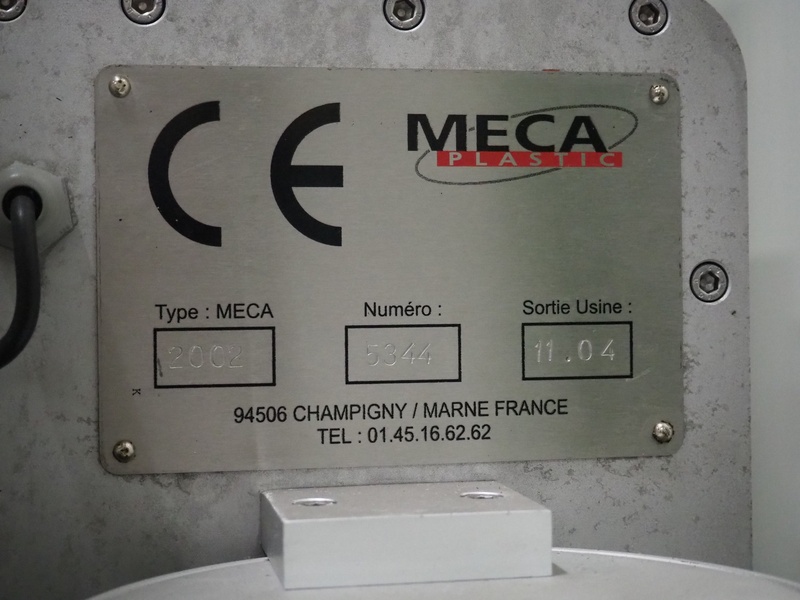 CE
MECA
PLASTIC
Type : MECA
Numéro :
Sortie Usine :
2002
5344
11.04
K
94506 CHAMPIGNY / MARNE FRANCE
TEL : 01.45.16.62.62